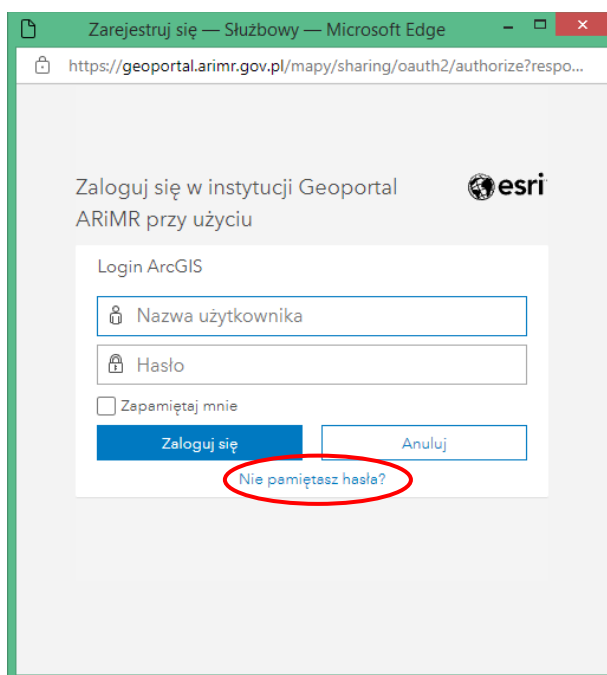 Zarejestruj się — Służbowy — Microsoft Edge
https://geoportal.arimr.gov.pl/mapy/sharing/oauth2/authorize?respo...
Zaloguj się w instytucji Geoportal
ARiMR przy użyciu
esri
Login ArcGIS
Nazwa użytkownika
Hasło
Zapamiętaj mnie
Zaloguj się
Anuluj
Nie pamiętasz hasła?